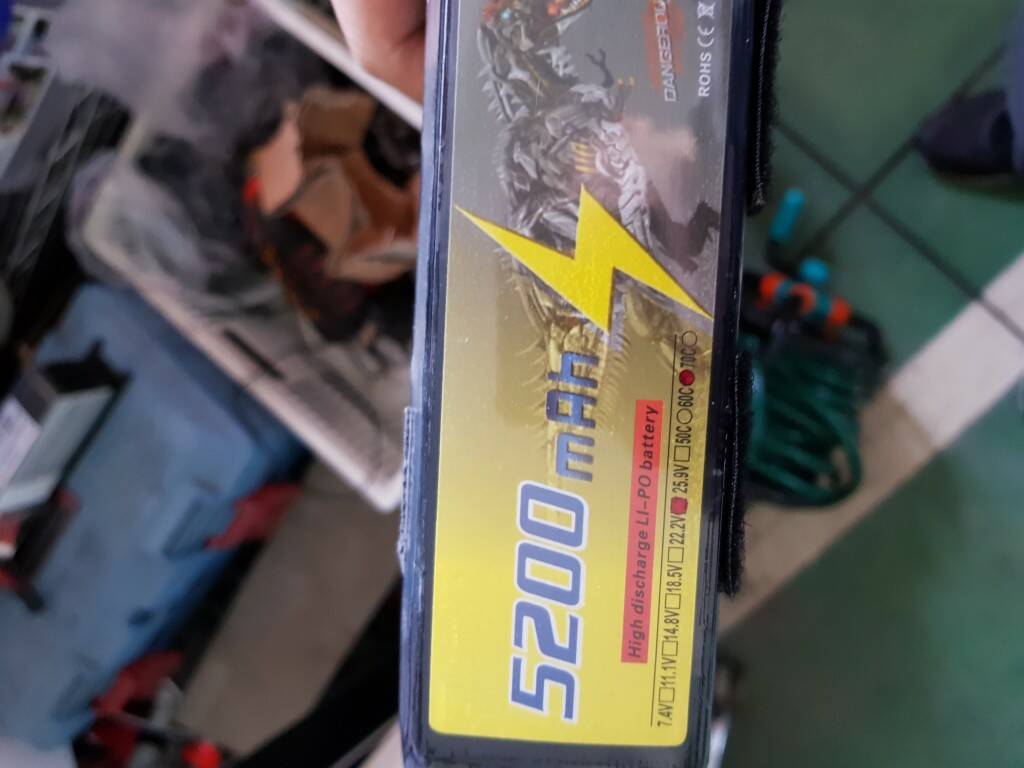 DANGEROU
ROHS CE
5200 mAh
High discharge LI-PO battery
7.4V□11.1V□14.8V□18.5V□22.2V■25.9V□50C○60C●70C○